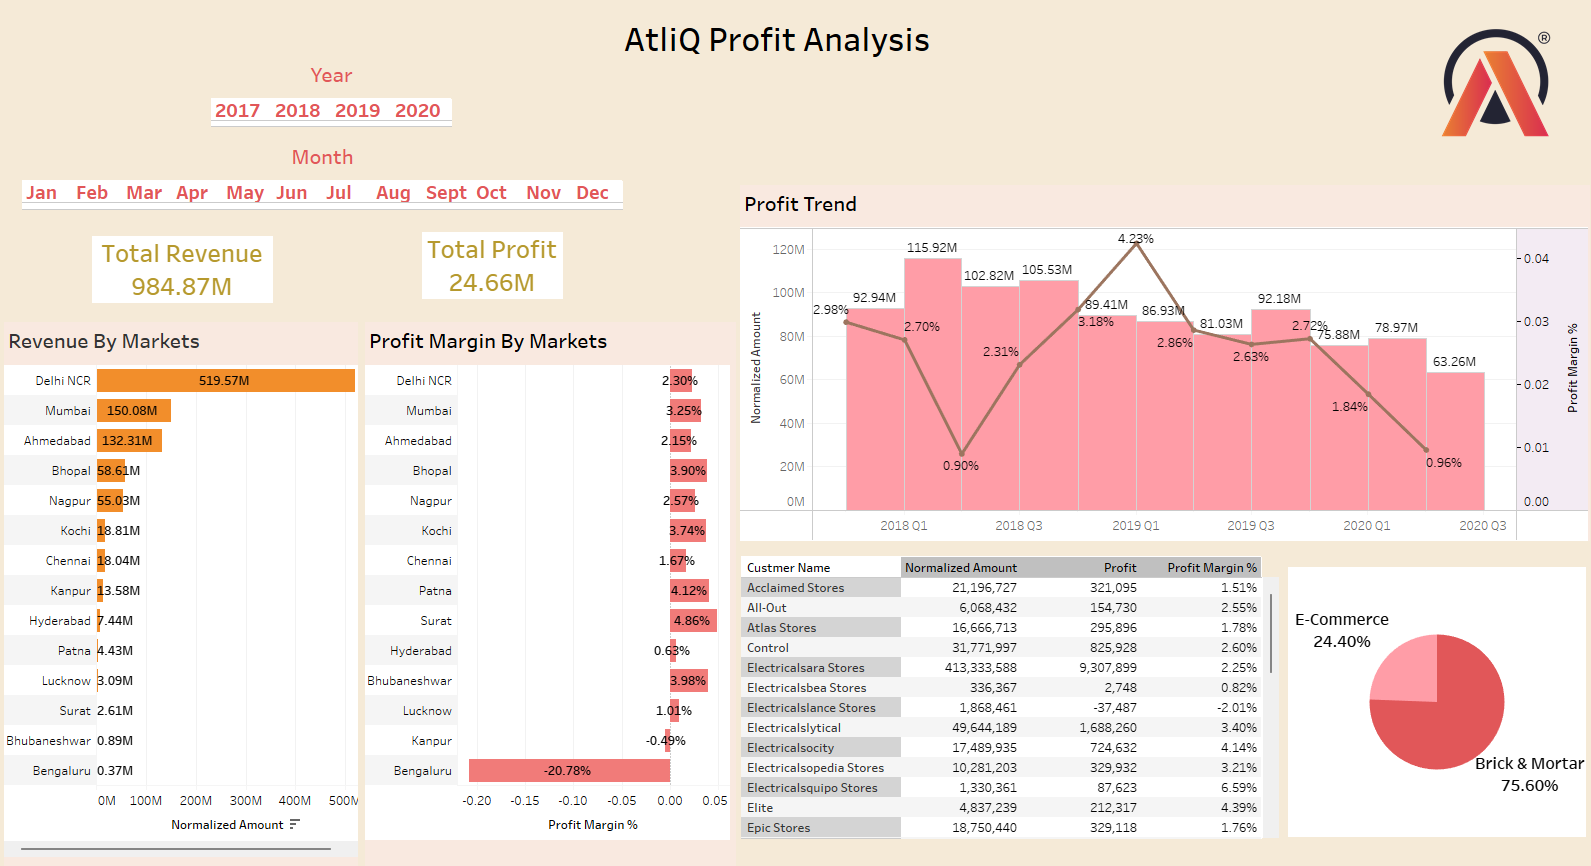 AtliQ Profit Analysis
®
Year
2017 2018 2019 2020
Month
Jan Feb Mar Apr May Jun Jul Aug Sept Oct Nov Dec
Total Revenue
984.87M
Total Profit
24.66M
Revenue By Markets
Delhi NCR 519.57M
Mumbai 150.08M
Ahmedabad 132.31M
Bhopal 58.61M
Nagpur 55.03M
Kochi 18.81M
Chennai 18.04M
Kanpur 13.58M
Hyderabad 7.44M
Patna 4.43M
Lucknow 3.09M
Surat 2.61M
Bhubaneshwar 0.89M
Bengaluru 0.37M
0M 100M 200M 300M 400M 500M
Normalized Amount
Profit Margin By Markets
Delhi NCR 2.30%
Mumbai 3.25%
Ahmedabad 2.15%
Bhopal 3.90%
Nagpur 2.57%
Kochi 3.74%
Chennai 1.67%
Patna 4.12%
Surat 4.86%
Hyderabad 0.63%
Bhubaneshwar 3.98%
Lucknow 1.01%
Kanpur -0.49%
Bengaluru -20.78%
-0.20 -0.15 -0.10 -0.05 0.00 0.05
Profit Margin %
Profit Trend
Normalized Amount
120M
100M
80M
60M
40M
20M
0M
92.94M 115.92M 102.82M 105.53M 89.41M 86.93M 81.03M 92.18M 75.88M 78.97M 63.26M
2.98% 2.70% 0.90% 2.31% 3.18% 4.23% 2.86% 2.63% 2.72% 1.84% 0.96%
0.04
0.03
0.02
0.01
0.00
Profit Margin %
2018 Q1 2018 Q3 2019 Q1 2019 Q3 2020 Q1 2020 Q3
Custmer Name Normalized Amount Profit Profit Margin %
Acclaimed Stores 21,196,727 321,095 1.51%
All-Out 6,068,432 154,730 2.55%
Atlas Stores 16,666,713 295,896 1.78%
Control 31,771,997 825,928 2.60%
Electricalsara Stores 413,333,588 9,307,899 2.25%
Electricalsbea Stores 336,367 2,748 0.82%
Electricalslance Stores 1,868,461 -37,487 -2.01%
Electricalslytical 49,644,189 1,688,260 3.40%
Electricalsocity 17,489,935 724,632 4.14%
Electricalsopedia Stores 10,281,203 329,932 3.21%
Electricalsquipo Stores 1,330,361 87,623 6.59%
Elite 4,837,239 212,317 4.39%
Epic Stores 18,750,440 329,118 1.76%
E-Commerce
24.40%
Brick & Mortar
75.60%